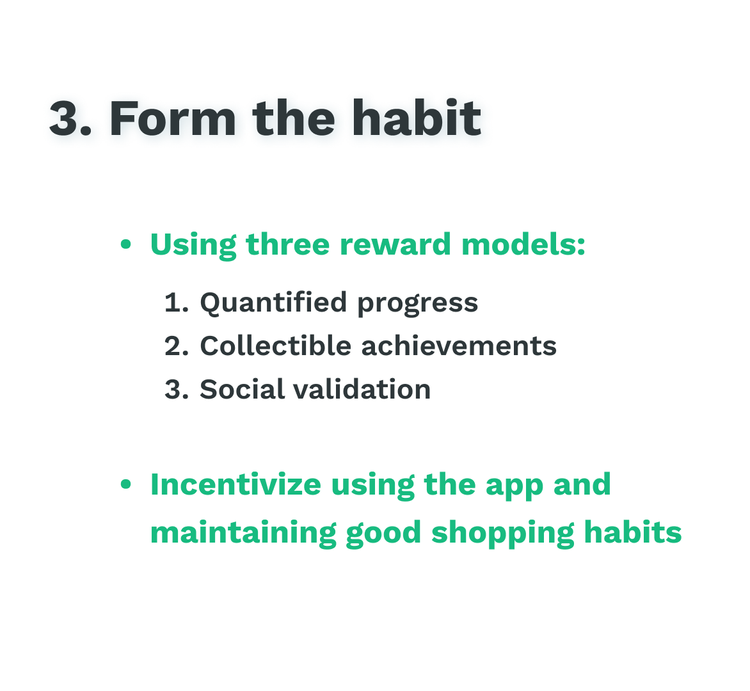 3. Form the habit
• Using three reward models:
1. Quantified progress
2. Collectible achievements
3. Social validation
• Incentivize using the app and
maintaining good shopping habits